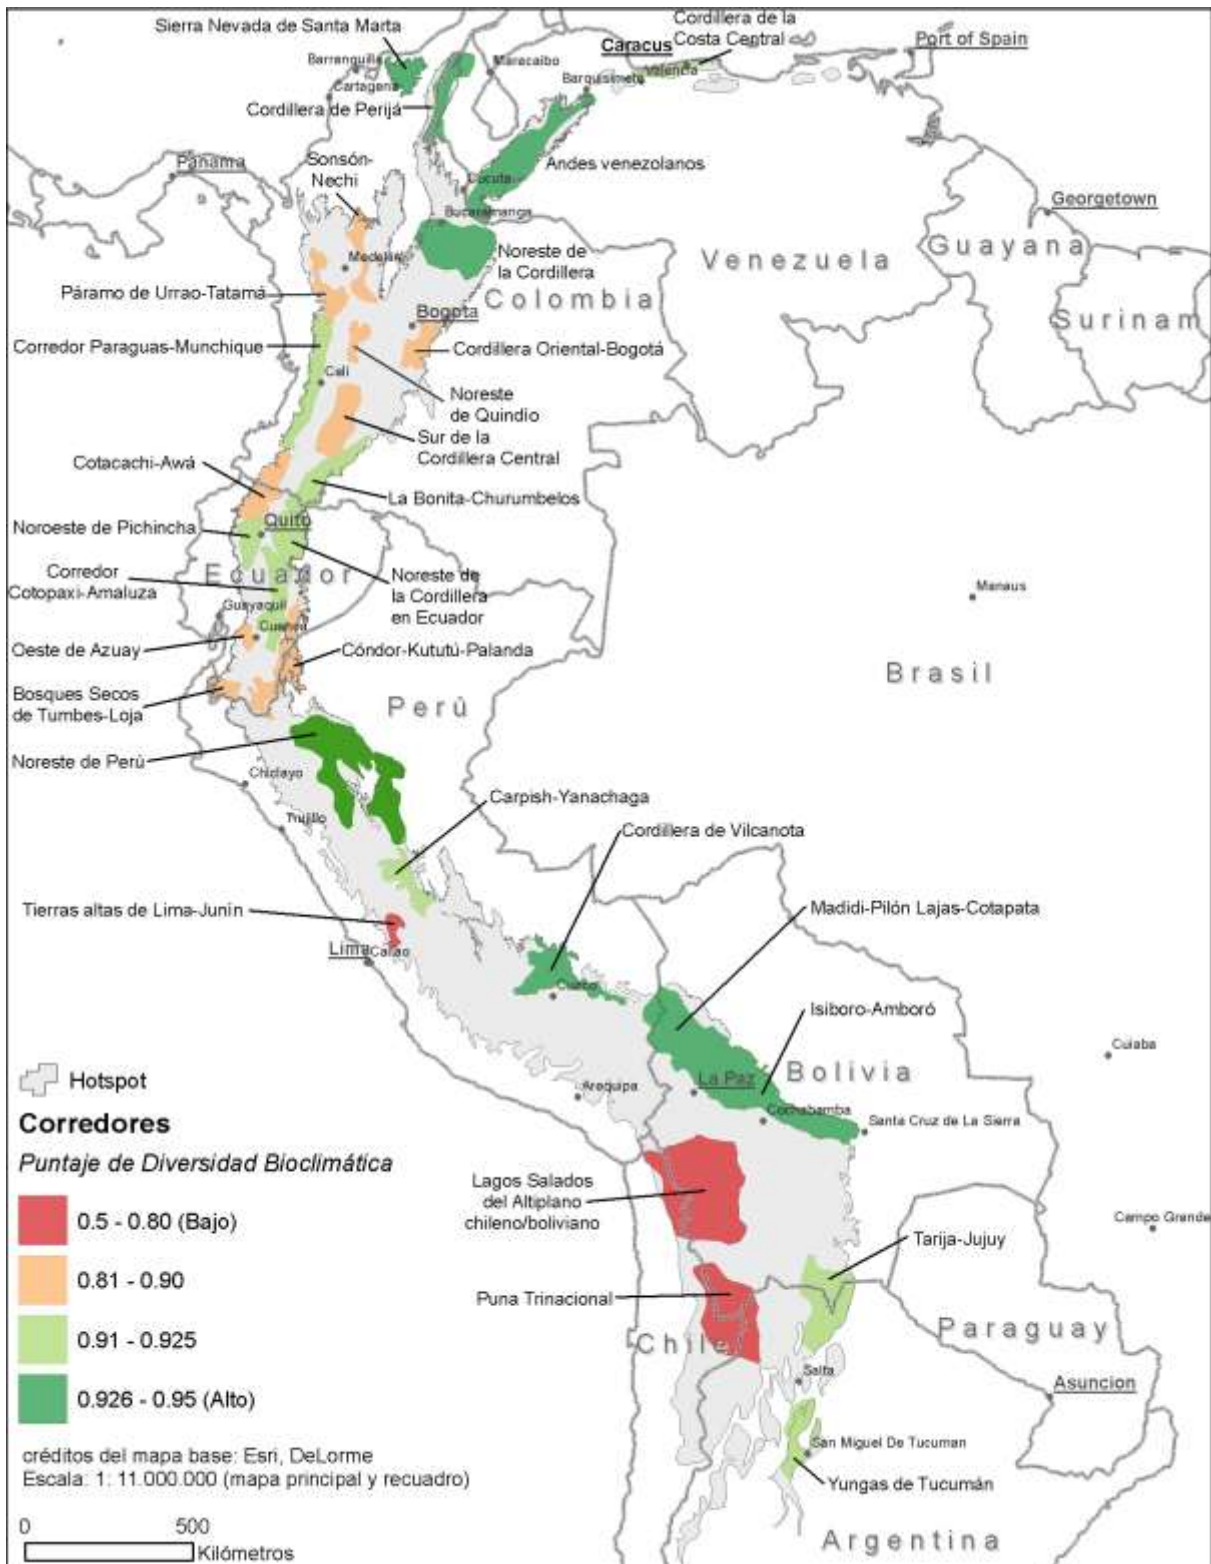 Sierra Nevada de Santa Marta
Cordillera de la
Costa Central
Caracus
Port of Spain
Barranquilla
Maracaibo
Valencia
Barquisimeto
Cartagena
Cordillera de Perijá
Andes venezolanos
Sonsón-
Nechi
Panama
Cucuta
Bucaramanga
Georgetown
Guayana
Venezuela
Surinam
Noreste de
la Cordillera
Colombia
Medellin
Páramo de Urrao-Tatamá
Bogota
Corredor Paraguas-Munchique
Cordillera Oriental-Bogotá
Cali
Noreste
de Quindio
Sur de la
Cordillera Central
Cotacachi-Awá
La Bonita-Churumbelos
Noroeste de Pichincha
Quito
Corredor
Cotopaxi-Amaluza
Ecuador
Noreste de
la Cordillera
en Ecuador
Manaus
Guayaquil
Cuenca
Oeste de Azuay
Cóndor-Kututú-Palanda
Brasil
Bosques Secos
de Tumbes-Loja
Perù
Noreste de Perù
Chiclayo
Carpish-Yanachaga
Trujillo
Cordillera de Vilcanota
Tierras altas de Lima-Junín
Madidi-Pilón Lajas-Cotapata
Lima
Callao
Cuzco
Isiboro-Amboró
Cuiaba
Bolivia
La Paz
Arequipa
Cochabamba
Santa Cruz de La Sierra
Hotspot
Corredores
Puntaje de Diversidad Bioclimática
0.5 - 0.80 (Bajo)
0.81 - 0.90
0.91 - 0.925
0.926 - 0.95 (Alto)
Lagos Salados
del Altiplano
chileno/boliviano
Campo Grande
Tarija-Jujuy
Puna Trinacional
Paraguay
Chile
Salta
Asuncion
San Miguel De Tucuman
Yungas de Tucumán
Argentina
créditos del mapa base: Esri, DeLorme
Escala: 1: 11.000.000 (mapa principal y recuadro)
0 500
Kilómetros